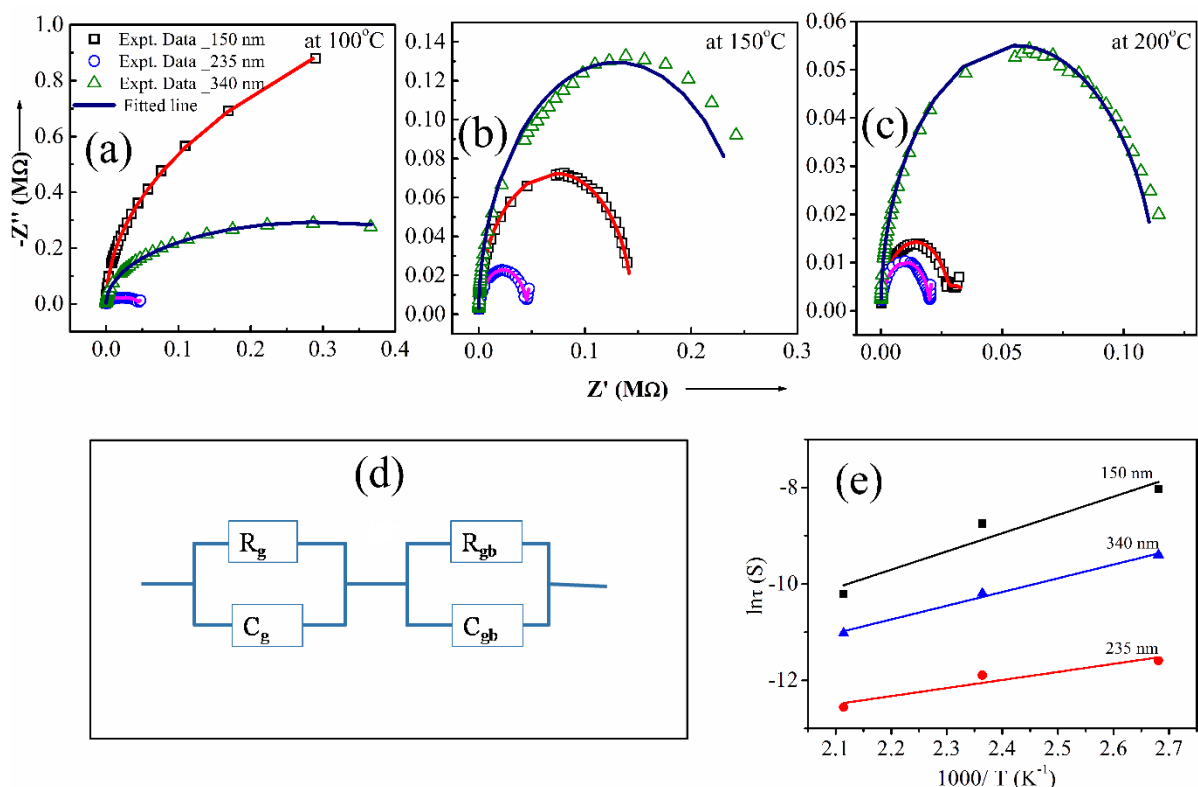 at 100°C
Expt. Data _150 nm
Expt. Data _235 nm
Expt. Data _340 nm
Fitted line
(a)
-Z'' (MΩ)
1.0
0.8
0.6
0.4
0.2
0.0
0.0 0.1 0.2 0.3 0.4
at 150°C
(b)
0.14
0.12
0.10
0.08
0.06
0.04
0.02
0.00
0.0 0.1 0.2 0.3
at 200°C
(c)
0.06
0.05
0.04
0.03
0.02
0.01
0.00
0.00 0.05 0.10
Z' (MΩ)
(d)
R_g
R_gb
C_g
C_gb
(e)
150 nm
340 nm
235 nm
lnτ (S)
-8
-10
-12
2.1 2.2 2.3 2.4 2.5 2.6 2.7
1000/ T (K⁻¹)